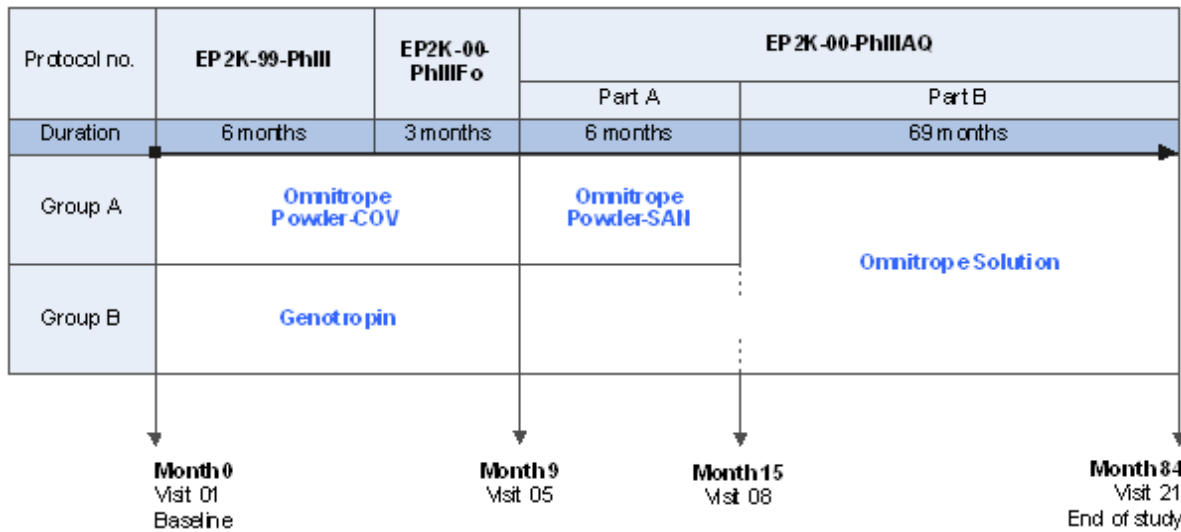 Protocol no.
EP2K-99-PhIII
EP2K-00-
PhIIIFo
EP2K-00-PhIIIAQ
Part A
Part B
Duration
6 months
3 months
6 months
69 months
Group A
Omnitrope
Powder-COV
Omnitrope
Powder-SAN
Omnitrope Solution
Group B
Genotropin
Month 0
Visit 01
Baseline
Month 9
Visit 05
Month 15
Visit 08
Month 84
Visit 21
End of study